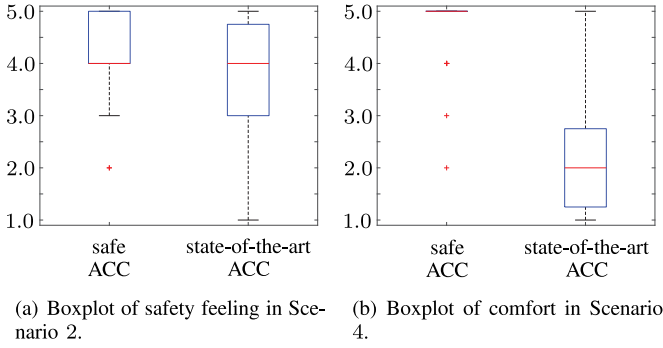 5.0
4.0
3.0
2.0
1.0
safe
ACC
state-of-the-art
ACC
(a) Boxplot of safety feeling in Sce-
nario 2.
5.0
4.0
3.0
2.0
1.0
safe
ACC
state-of-the-art
ACC
(b) Boxplot of comfort in Scenario
4.